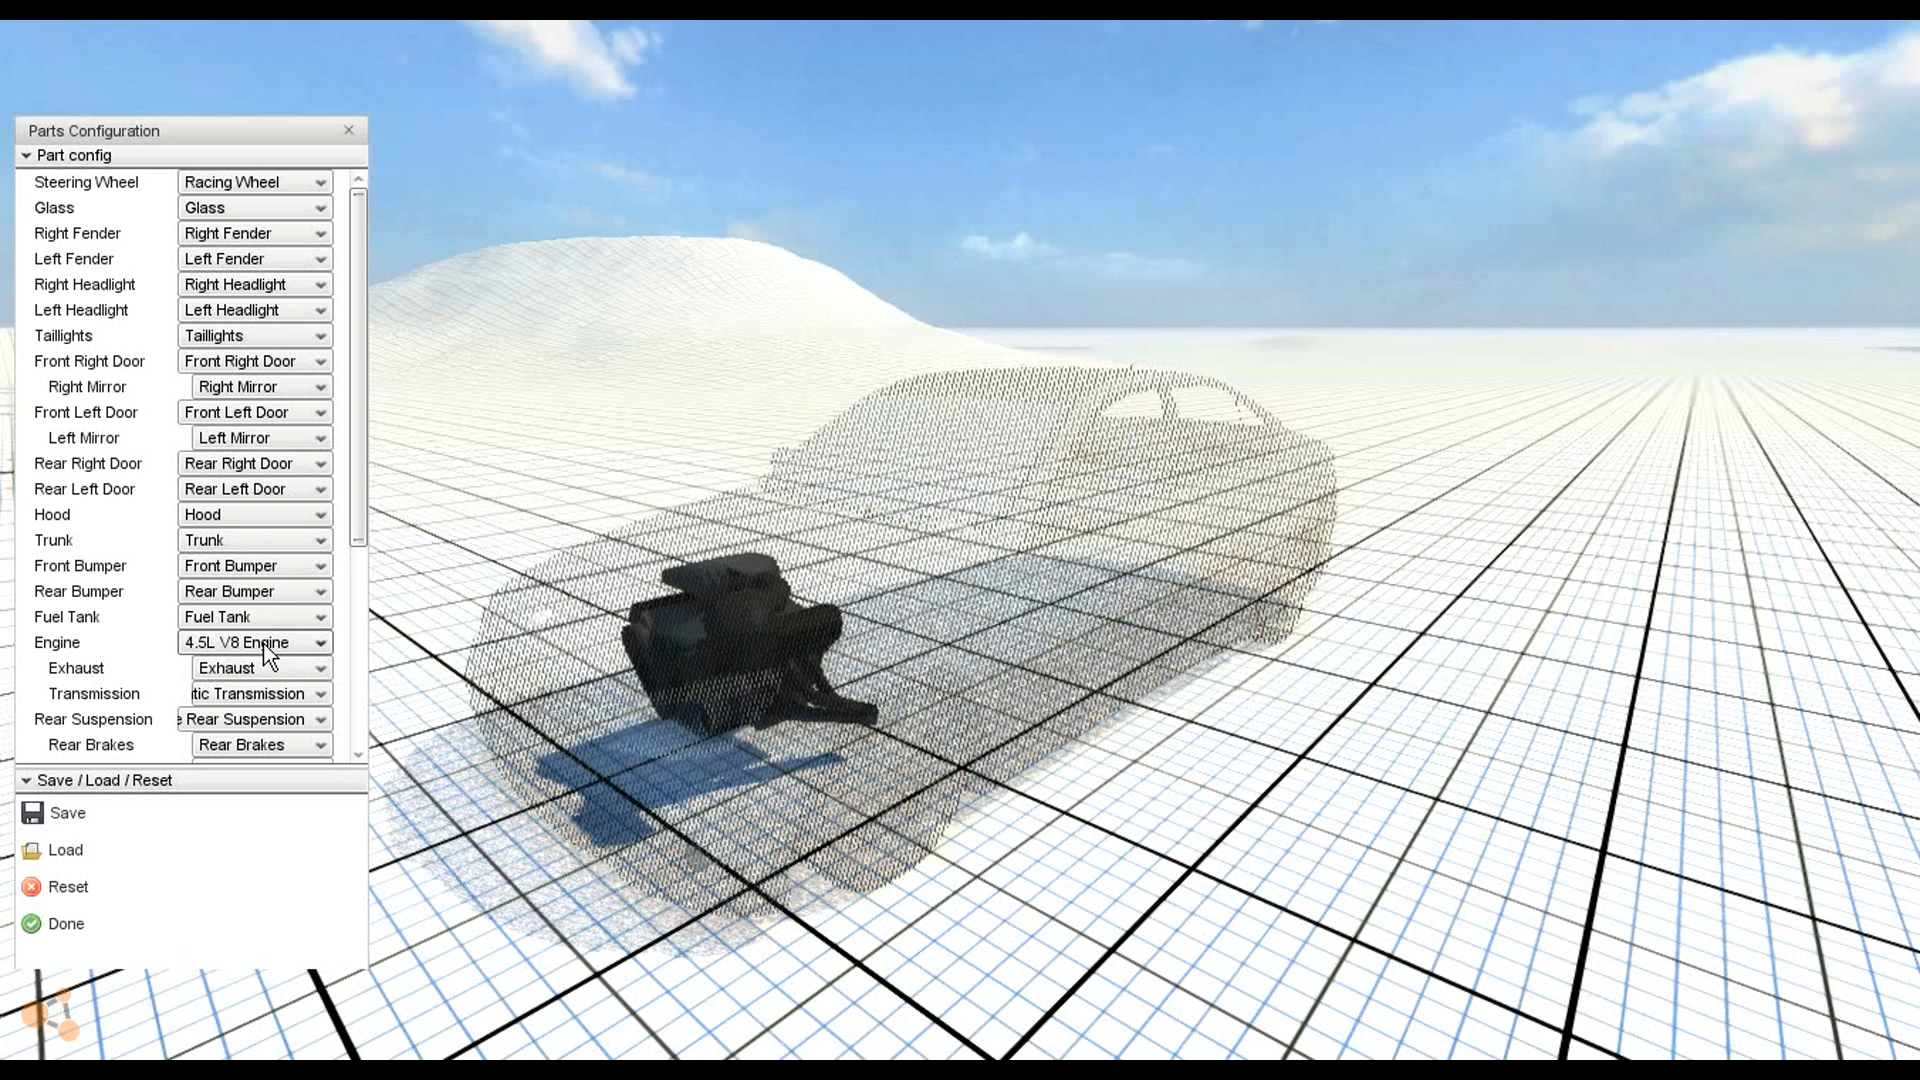 Parts Configuration
Part config
Steering Wheel Racing Wheel
Glass Glass
Right Fender Right Fender
Left Fender Left Fender
Right Headlight Right Headlight
Left Headlight Left Headlight
Taillights Taillights
Front Right Door Front Right Door
Right Mirror Right Mirror
Front Left Door Front Left Door
Left Mirror Left Mirror
Rear Right Door Rear Right Door
Rear Left Door Rear Left Door
Hood Hood
Trunk Trunk
Front Bumper Front Bumper
Rear Bumper Rear Bumper
Fuel Tank Fuel Tank
Engine 4.5L V8 Engine
Exhaust Exhaust
Transmission tic Transmission
Rear Suspension e Rear Suspension
Rear Brakes Rear Brakes
Save / Load / Reset
Save
Load
Reset
Done